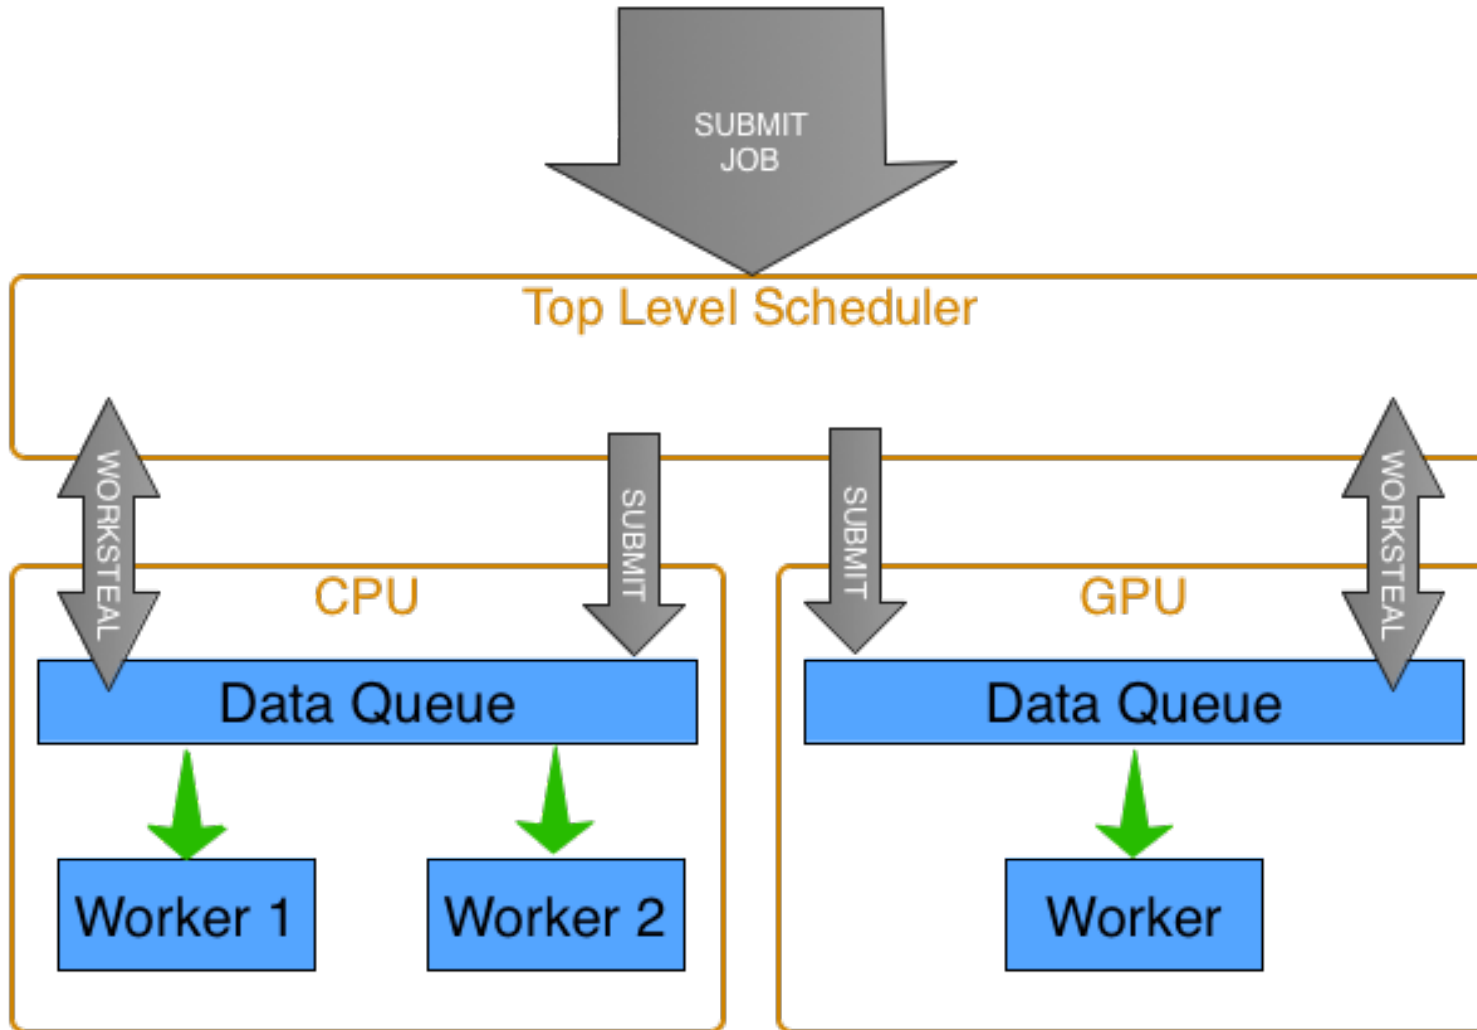 SUBMIT
JOB
Top Level Scheduler
WORKSTEAL
SUBMIT
SUBMIT
WORKSTEAL
CPU
GPU
Data Queue
Data Queue
Worker 1
Worker 2
Worker